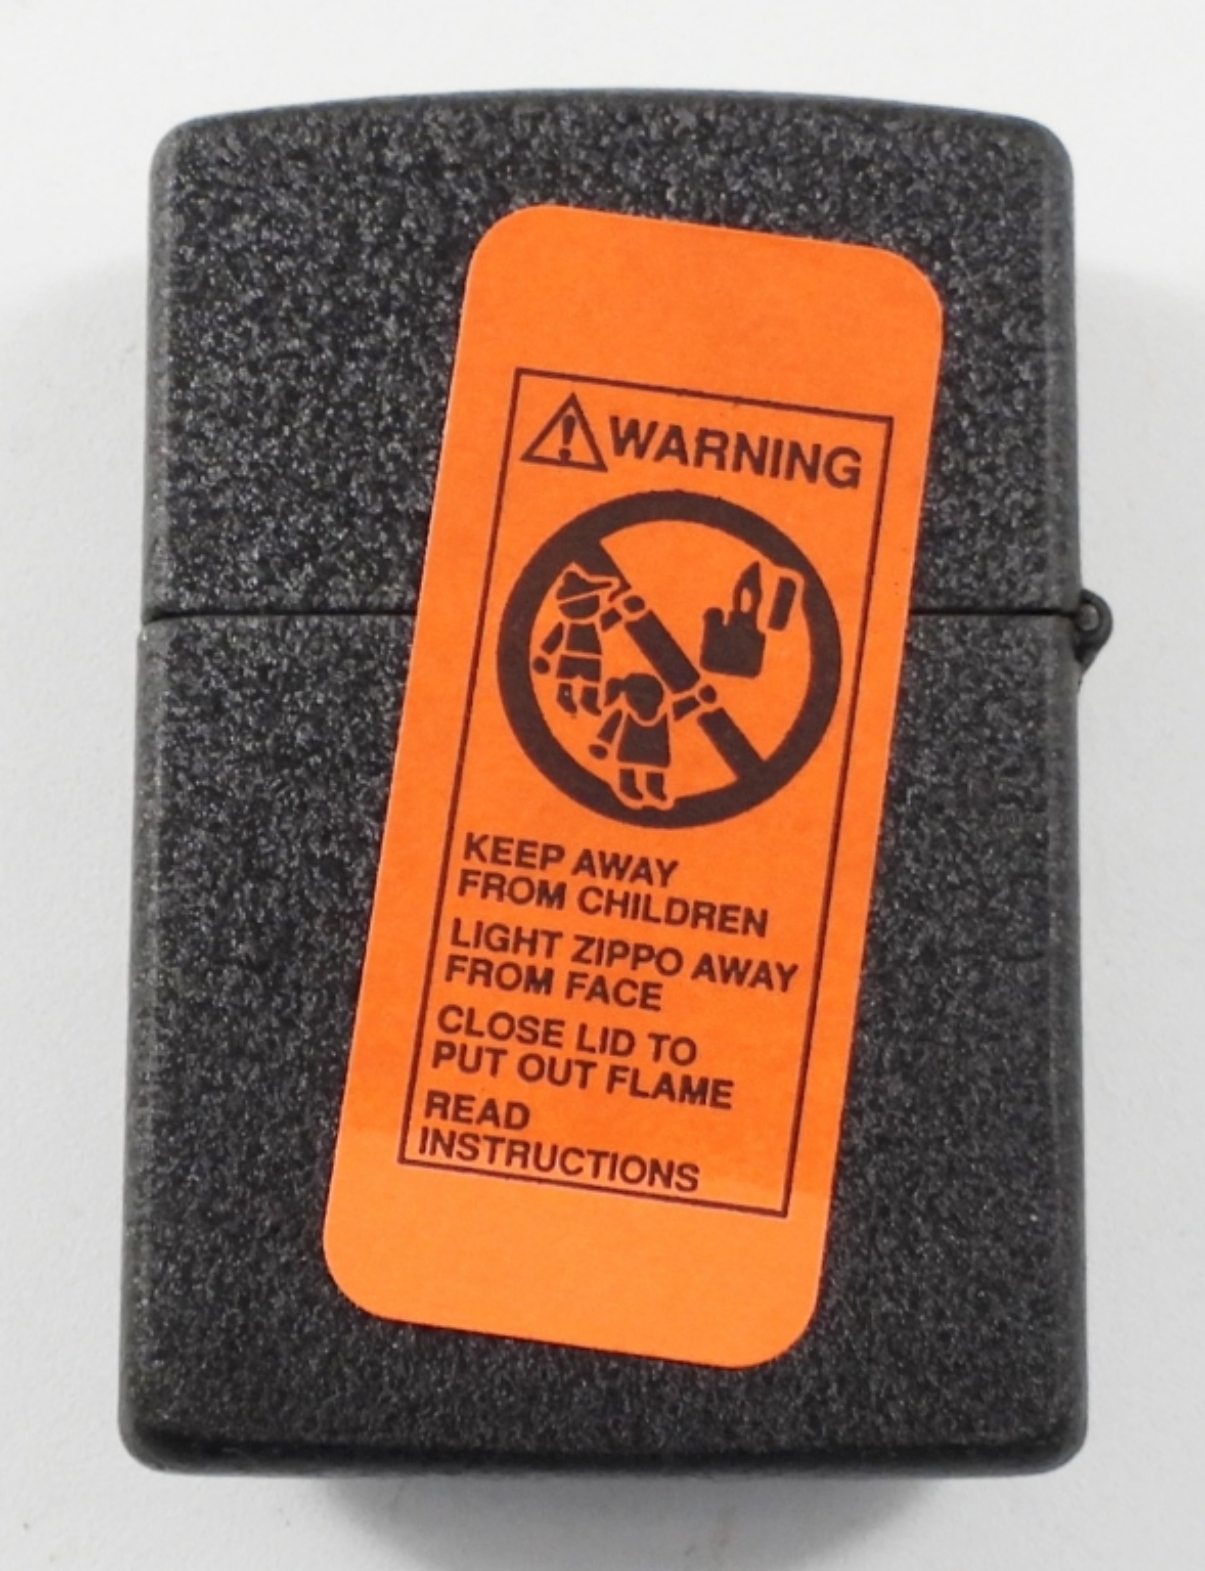 WARNING
KEEP AWAY
FROM CHILDREN
LIGHT ZIPPO AWAY
FROM FACE
CLOSE LID TO
PUT OUT FLAME
READ
INSTRUCTIONS